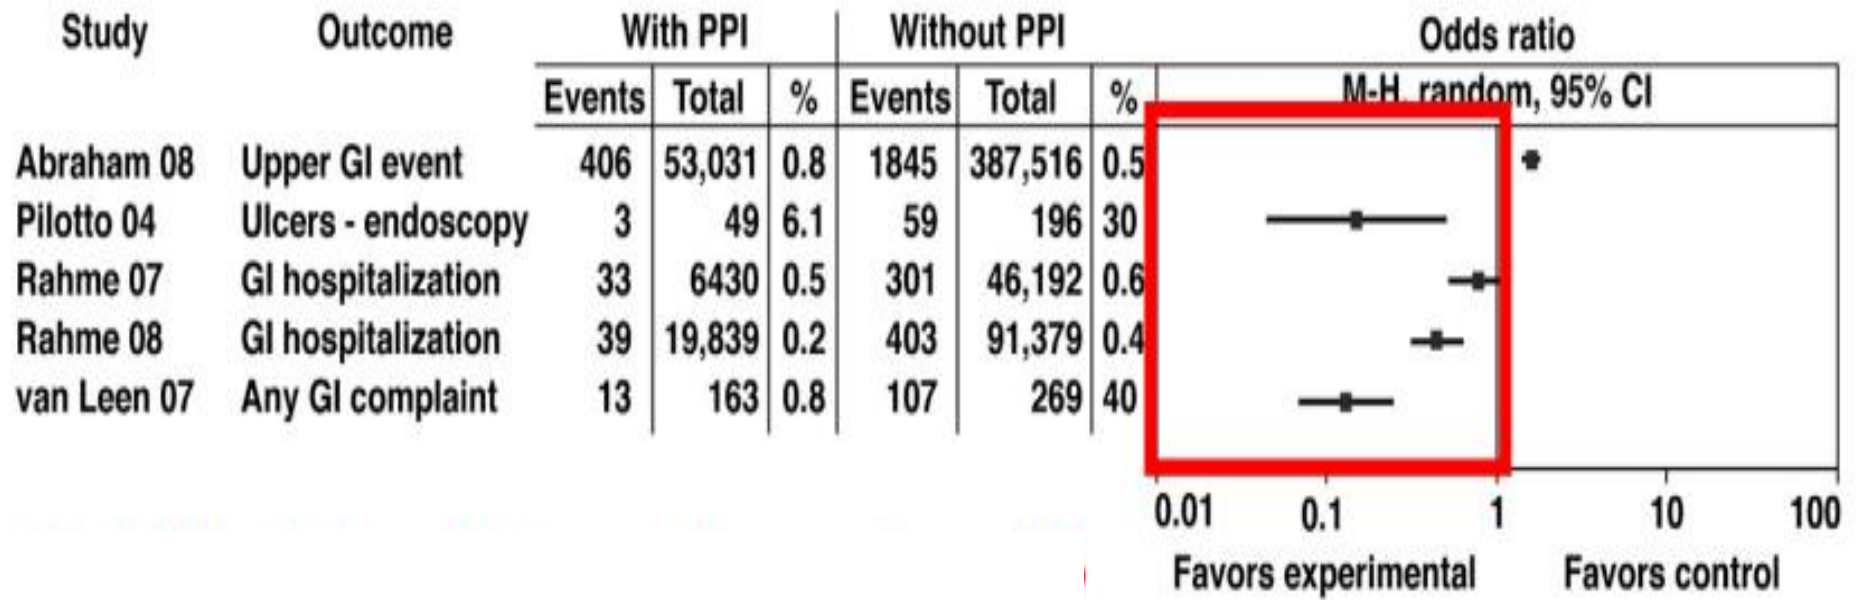 Study Outcome With PPI Without PPI Odds ratio
Events Total % Events Total % M-H, random, 95% CI
Abraham 08 Upper GI event 406 53,031 0.8 1845 387,516 0.5
Pilotto 04 Ulcers - endoscopy 3 49 6.1 59 196 30
Rahme 07 GI hospitalization 33 6430 0.5 301 46,192 0.6
Rahme 08 GI hospitalization 39 19,839 0.2 403 91,379 0.4
van Leen 07 Any GI complaint 13 163 0.8 107 269 40
0.01 0.1 1 10 100
Favors experimental Favors control